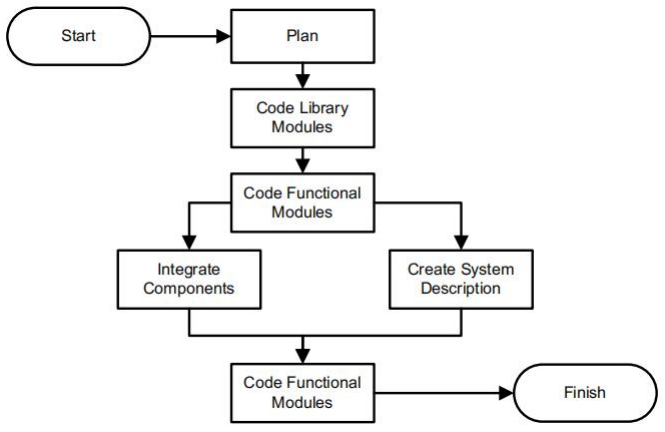 Start
Plan
Code Library
Modules
Code Functional
Modules
Integrate
Components
Create System
Description
Code Functional
Modules
Finish